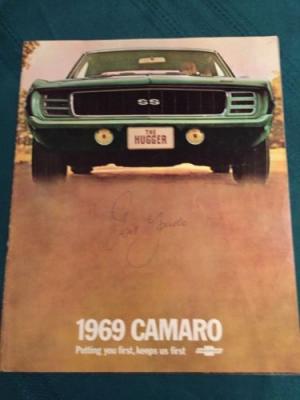 SS
THE
HUGGER
1969 CAMARO
Putting you first, keeps us first